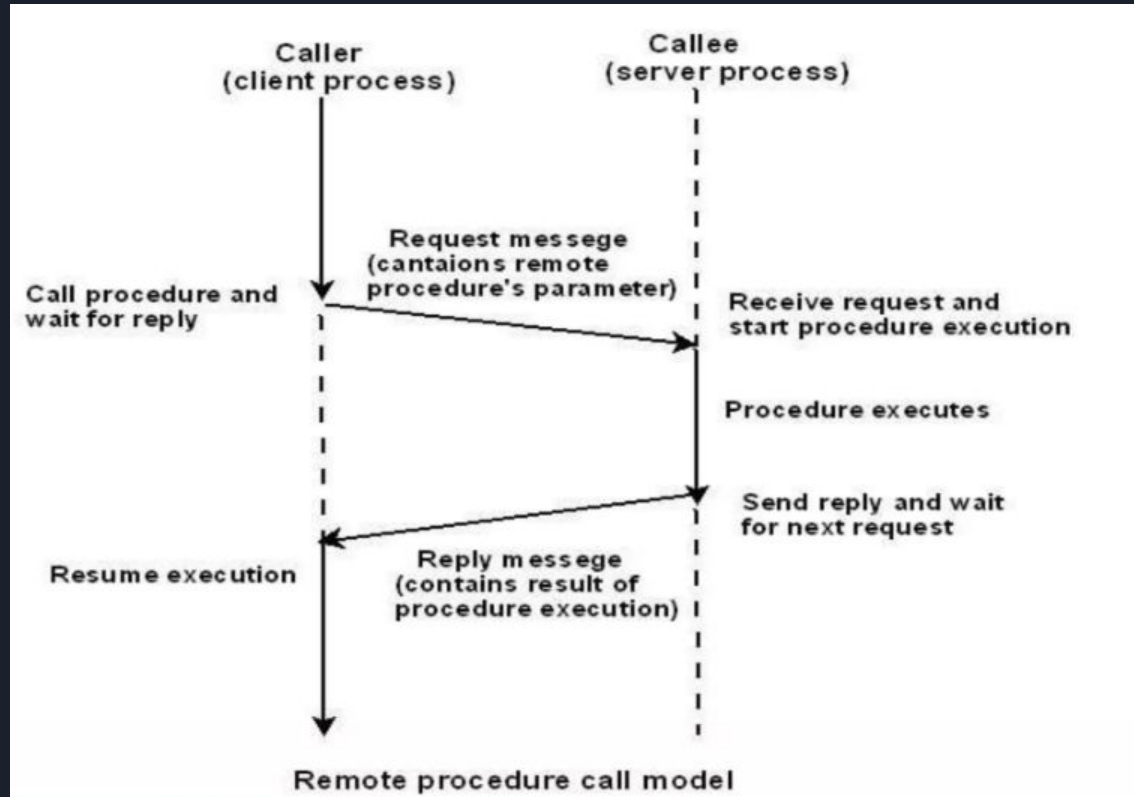 Caller
(client process)
Callee
(server process)
Request messege
(cantaions remote
procedure's parameter)
Call procedure and
wait for reply
Receive request and
start procedure execution
Procedure executes
Send reply and wait
for next request
Reply messege
(contains result of
procedure execution)
Resume execution
Remote procedure call model